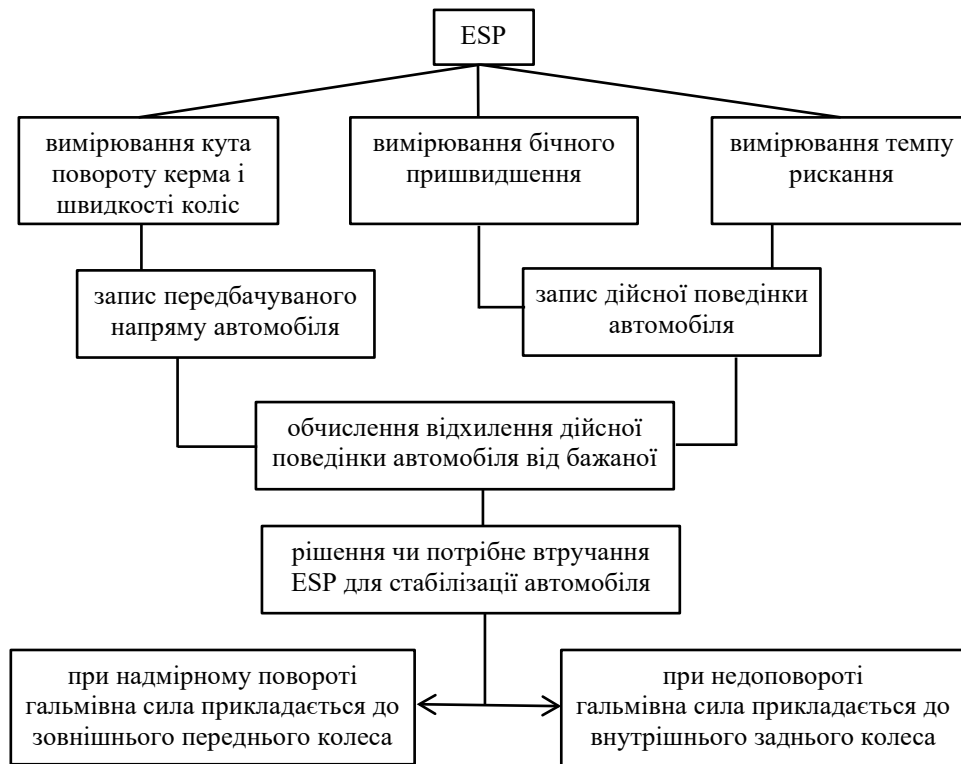 ESP
вимірювання кута
повороту керма і
швидкості коліс
вимірювання бічного
пришвидшення
вимірювання темпу
рискання
запис передбачуваного
напряму автомобіля
запис дійсної поведінки
автомобіля
обчислення відхилення дійсної
поведінки автомобіля від бажаної
рішення чи потрібне втручання
ESP для стабілізації автомобіля
при надмірному повороті
гальмівна сила прикладається до
зовнішнього переднього колеса
при недоповороті
гальмівна сила прикладається до
внутрішнього заднього колеса